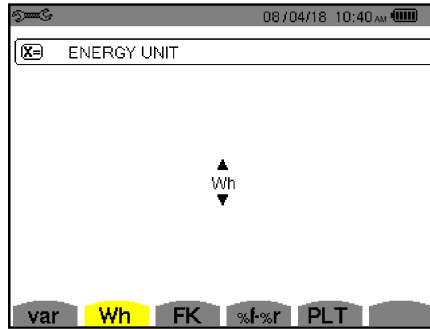 08/04/18 10:40 AM
X= ENERGY UNIT
Wh
var Wh FK %f-%r PLT